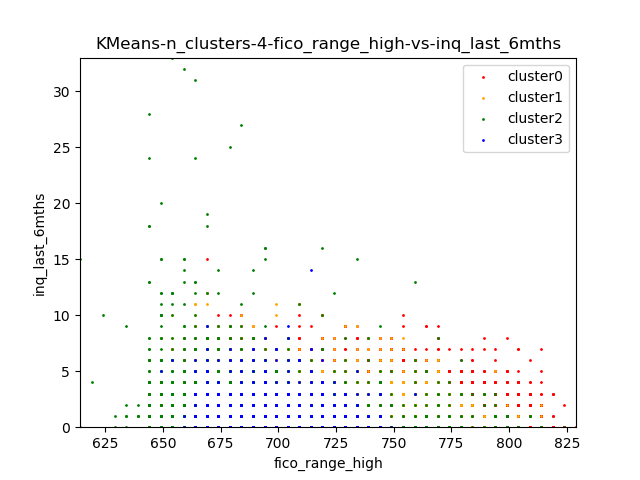 KMeans-n_clusters-4-fico_range_high-vs-inq_last_6mths
cluster0
cluster1
cluster2
cluster3
30
25
20
15
10
5
0
inq_last_6mths
625
650
675
700
725
750
775
800
825
fico_range_high